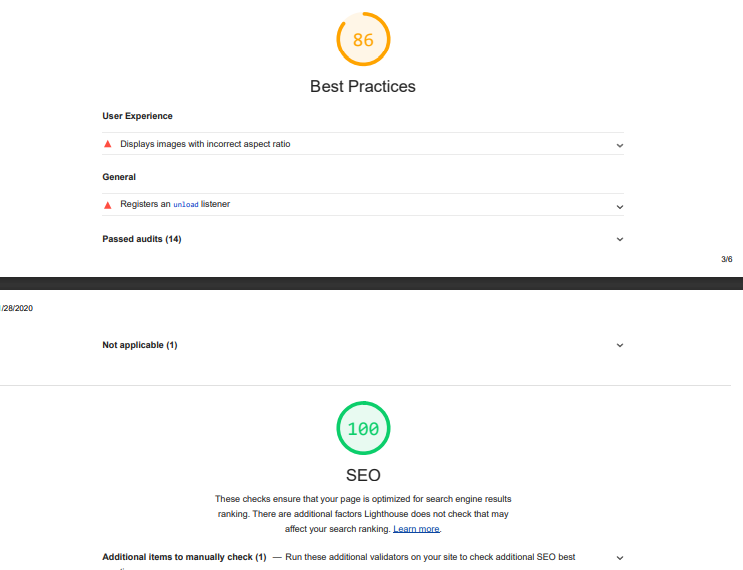 86
Best Practices
User Experience
Displays images with incorrect aspect ratio
General
Registers an unload listener
Passed audits (14)
3/6
/28/2020
Not applicable (1)
100
SEO
These checks ensure that your page is optimized for search engine results
ranking. There are additional factors Lighthouse does not check that may
affect your search ranking. Learn more.
Additional items to manually check (1) — Run these additional validators on your site to check additional SEO best